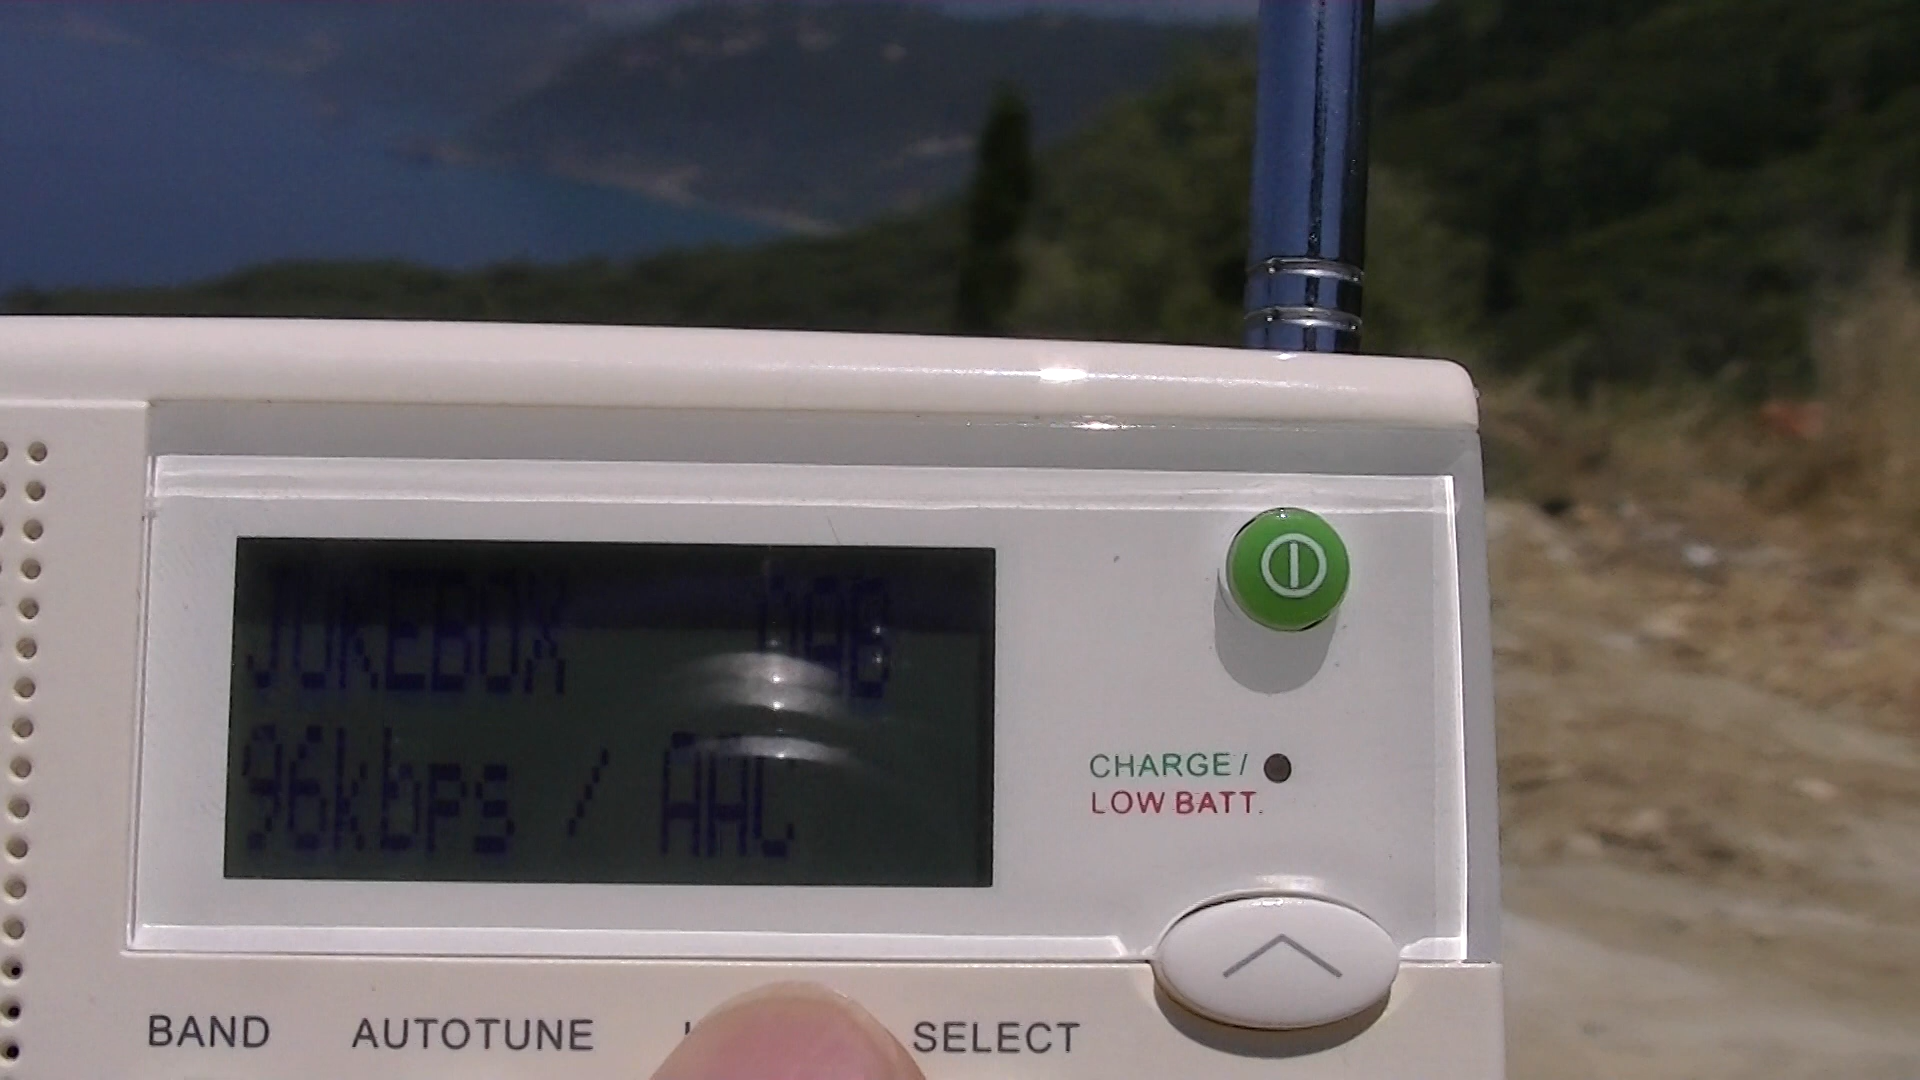 JUKEBOX DAB
96kbps / AAC
CHARGE /
LOW BATT.
BAND AUTOTUNE SELECT